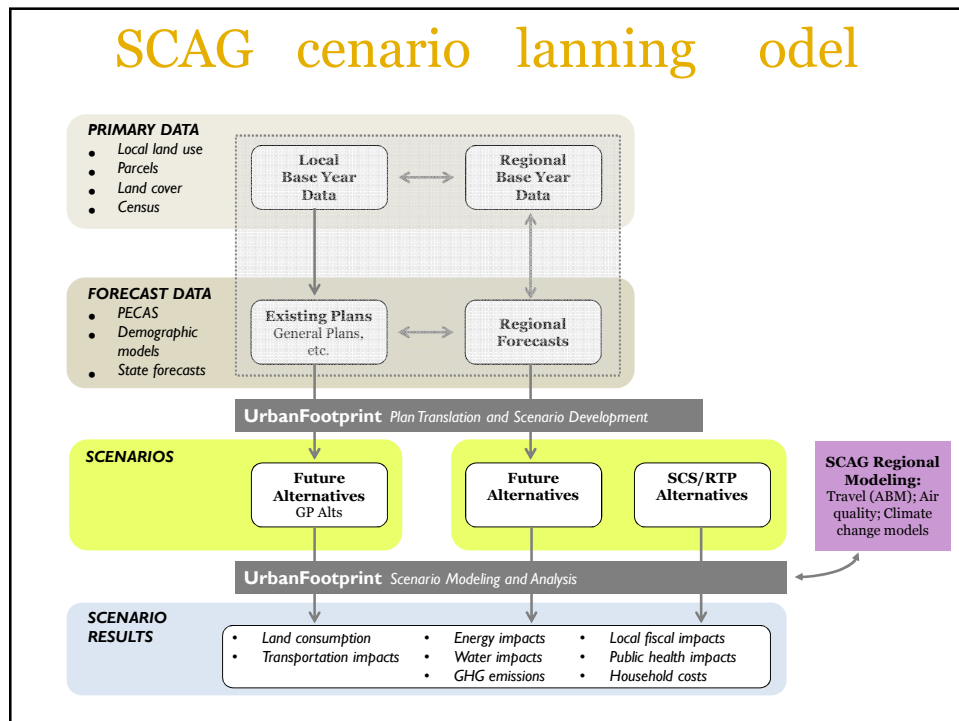 SCAG cenario lanning odel
PRIMARY DATA
• Local land use
• Parcels
• Land cover
• Census
Local
Base Year
Data
Regional
Base Year
Data
FORECAST DATA
• PECAS
• Demographic
models
• State forecasts
Existing Plans
General Plans,
etc.
Regional
Forecasts
UrbanFootprint Plan Translation and Scenario Development
SCENARIOS
Future
Alternatives
GP Alts
Future
Alternatives
SCS/RTP
Alternatives
SCAG Regional
Modeling:
Travel (ABM); Air
quality; Climate
change models
UrbanFootprint Scenario Modeling and Analysis
SCENARIO
RESULTS
• Land consumption
• Transportation impacts
• Energy impacts
• Water impacts
• GHG emissions
• Local fiscal impacts
• Public health impacts
• Household costs